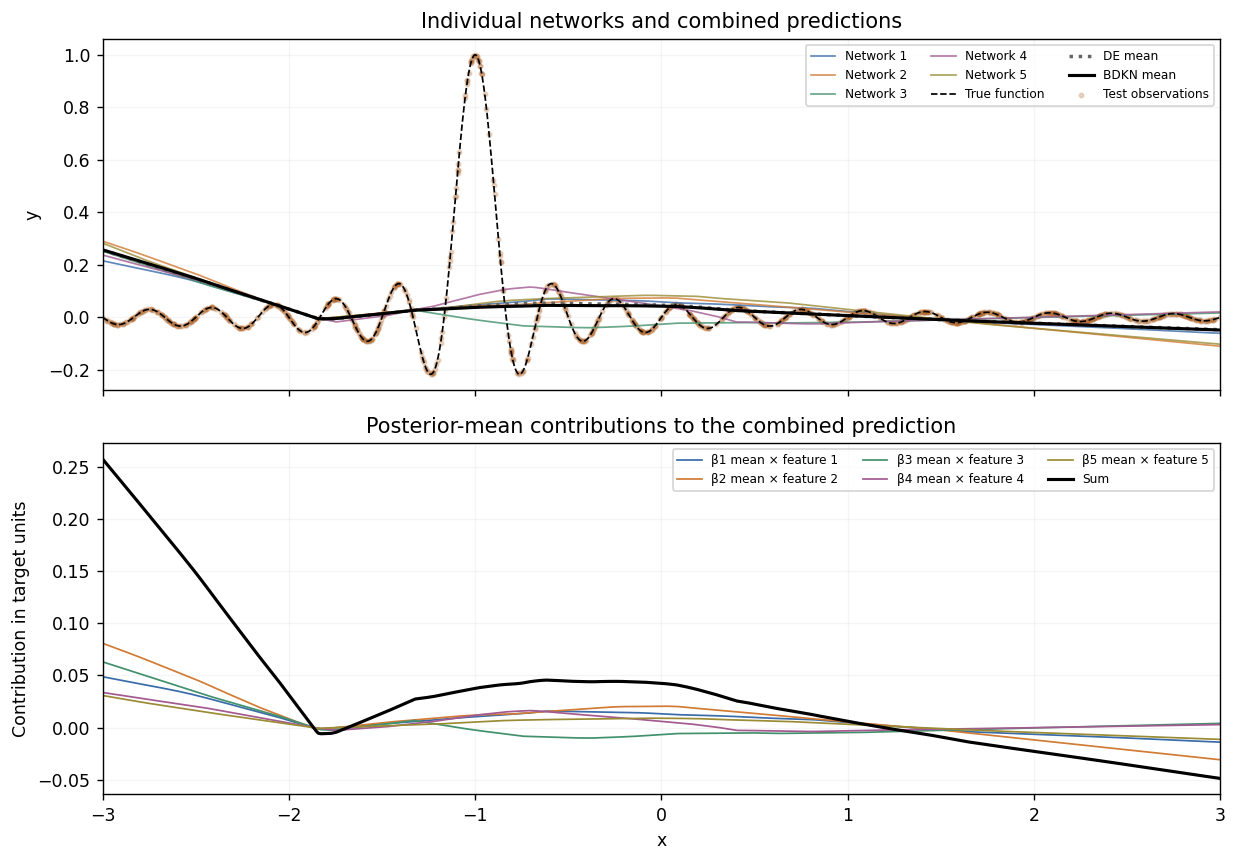 Individual networks and combined predictions
Network 1
Network 2
Network 3
Network 4
Network 5
True function
DE mean
BDKN mean
Test observations
1.0
0.8
0.6
0.4
0.2
0.0
−0.2
y
Posterior-mean contributions to the combined prediction
β1 mean × feature 1
β2 mean × feature 2
β3 mean × feature 3
β4 mean × feature 4
β5 mean × feature 5
Sum
0.25
0.20
0.15
0.10
0.05
0.00
−0.05
Contribution in target units
−3
−2
−1
0
1
2
3
x